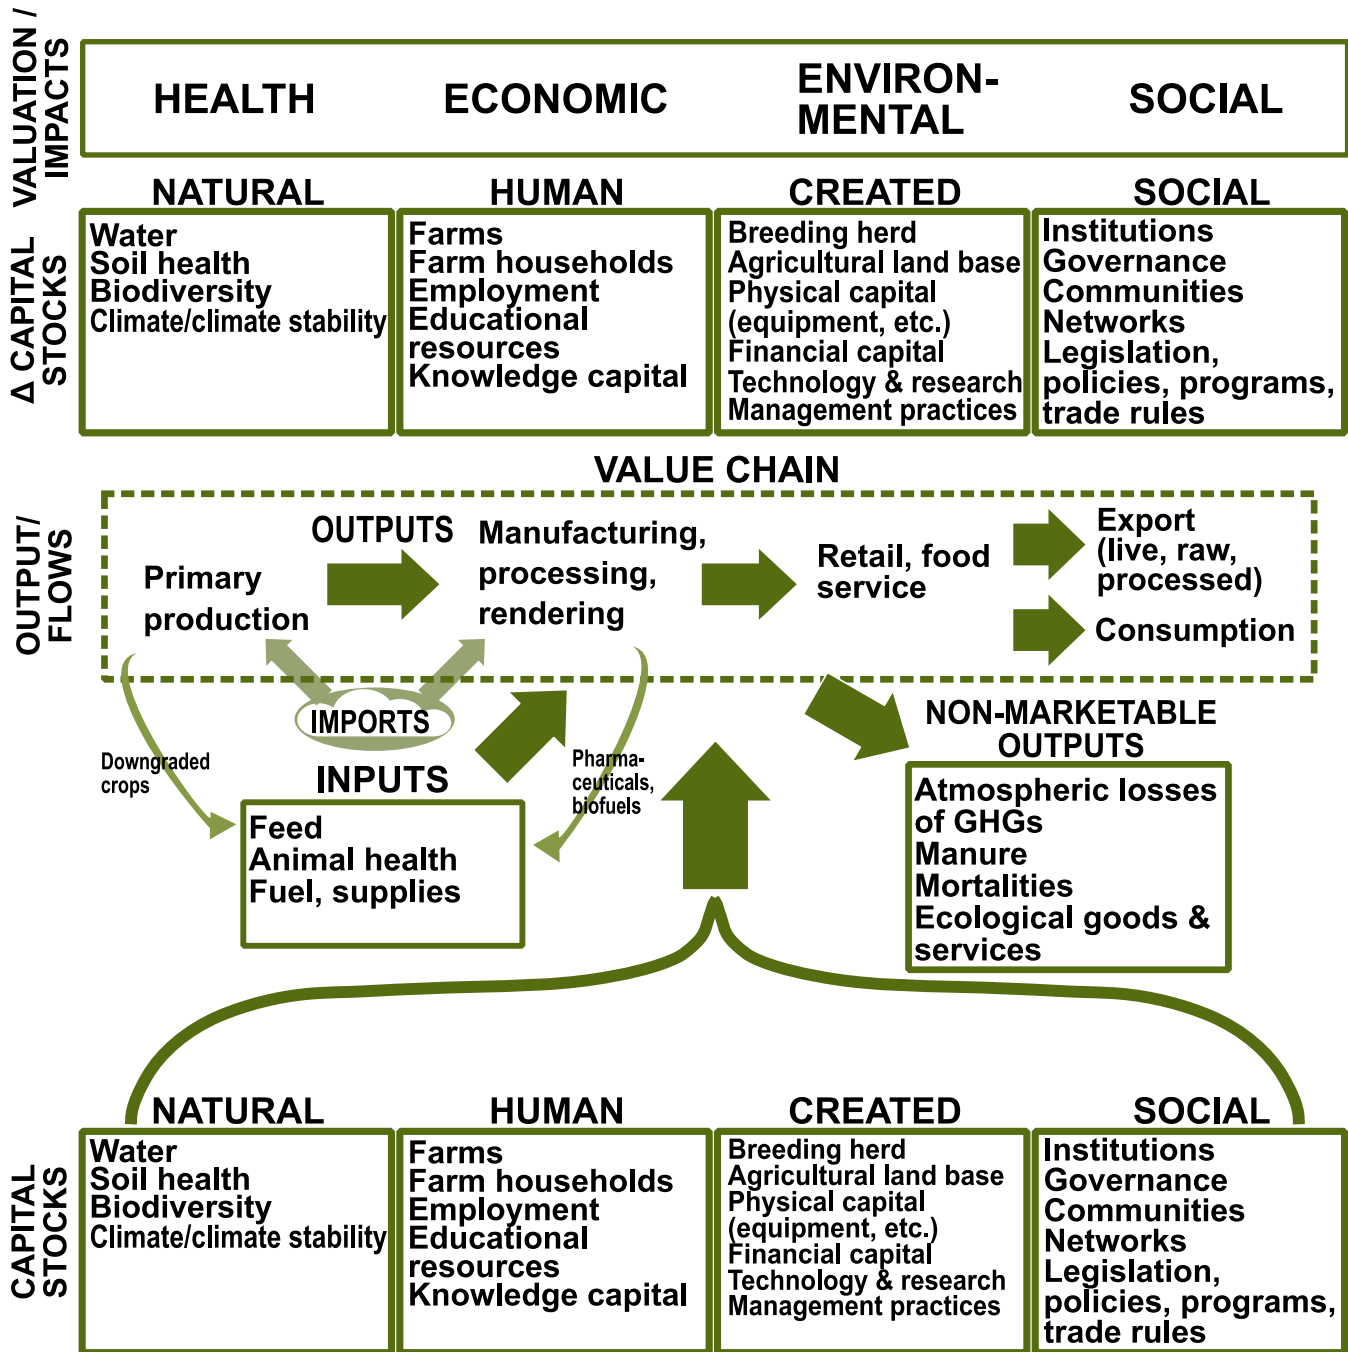 VALUATION /
IMPACTS
HEALTH
ECONOMIC
ENVIRON-
MENTAL
SOCIAL
Δ CAPITAL
STOCKS
NATURAL
Water
Soil health
Biodiversity
Climate/climate stability
HUMAN
Farms
Farm households
Employment
Educational
resources
Knowledge capital
CREATED
Breeding herd
Agricultural land base
Physical capital
(equipment, etc.)
Financial capital
Technology & research
Management practices
SOCIAL
Institutions
Governance
Communities
Networks
Legislation,
policies, programs,
trade rules
OUTPUT/
FLOWS
VALUE CHAIN
Primary
production
OUTPUTS
Manufacturing,
processing,
rendering
Retail, food
service
Export
(live, raw,
processed)
Consumption
IMPORTS
Downgraded
crops
Pharma-
ceuticals,
biofuels
INPUTS
Feed
Animal health
Fuel, supplies
NON-MARKETABLE
OUTPUTS
Atmospheric losses
of GHGs
Manure
Mortalities
Ecological goods &
services
CAPITAL
STOCKS
NATURAL
Water
Soil health
Biodiversity
Climate/climate stability
HUMAN
Farms
Farm households
Employment
Educational
resources
Knowledge capital
CREATED
Breeding herd
Agricultural land base
Physical capital
(equipment, etc.)
Financial capital
Technology & research
Management practices
SOCIAL
Institutions
Governance
Communities
Networks
Legislation,
policies, programs,
trade rules